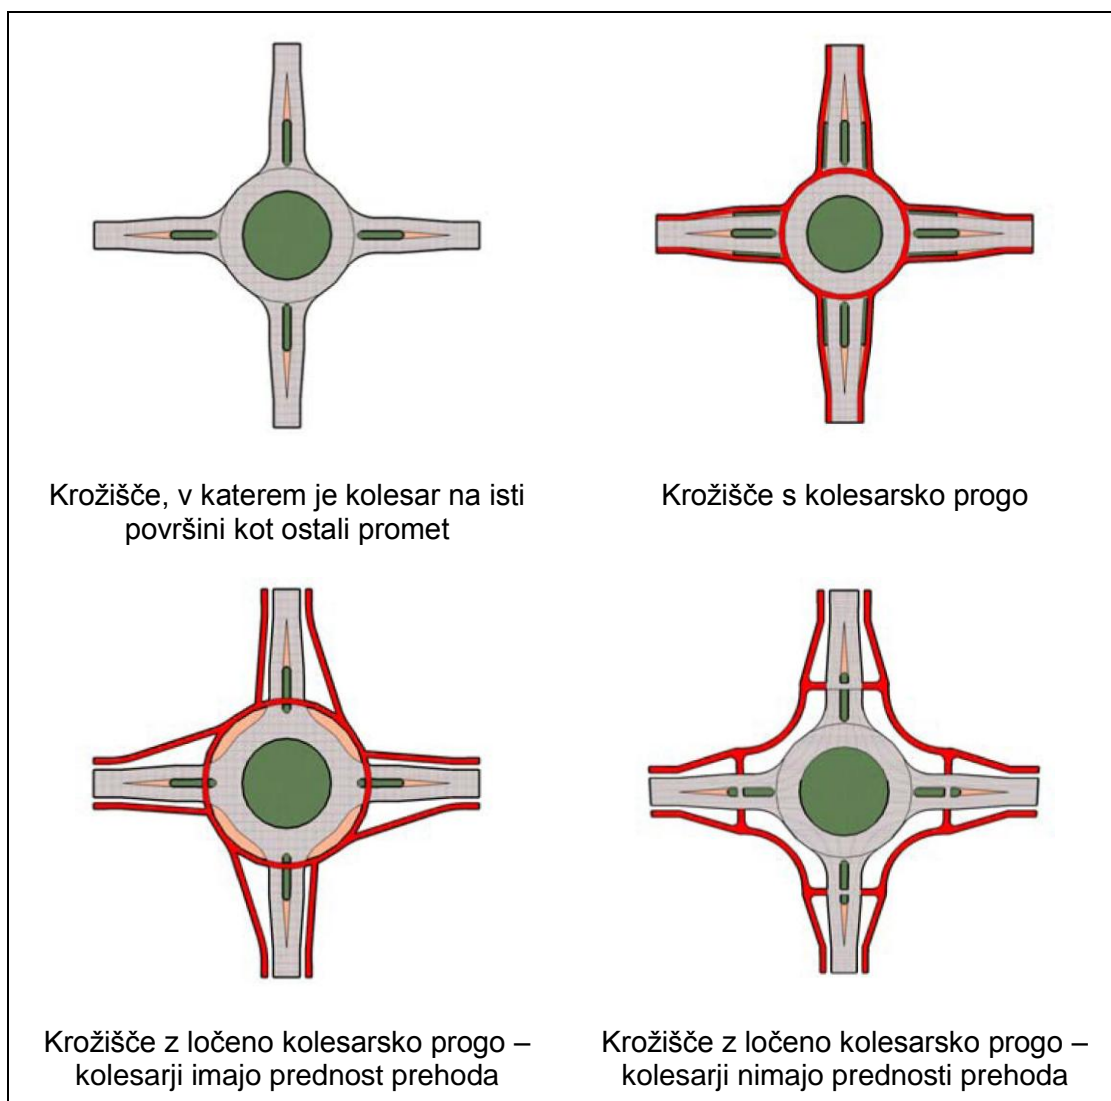 Krožišče, v katerem je kolesar na isti
površini kot ostali promet
Krožišče s kolesarsko progo
Krožišče z ločeno kolesarsko progo –
kolesarji imajo prednost prehoda
Krožišče z ločeno kolesarsko progo –
kolesarji nimajo prednosti prehoda